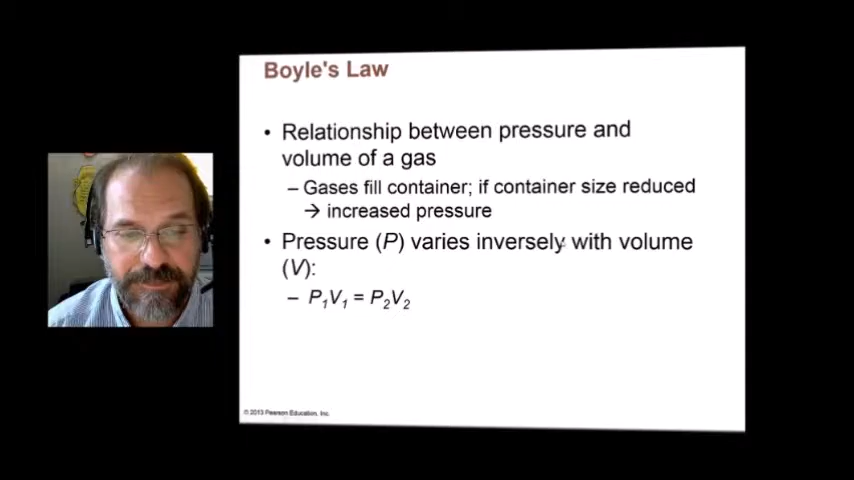 Boyle's Law
• Relationship between pressure and
volume of a gas
– Gases fill container; if container size reduced
→ increased pressure
• Pressure (P) varies inversely with volume
(V):
– P₁V₁ = P₂V₂
© 2013 Pearson Education, Inc.